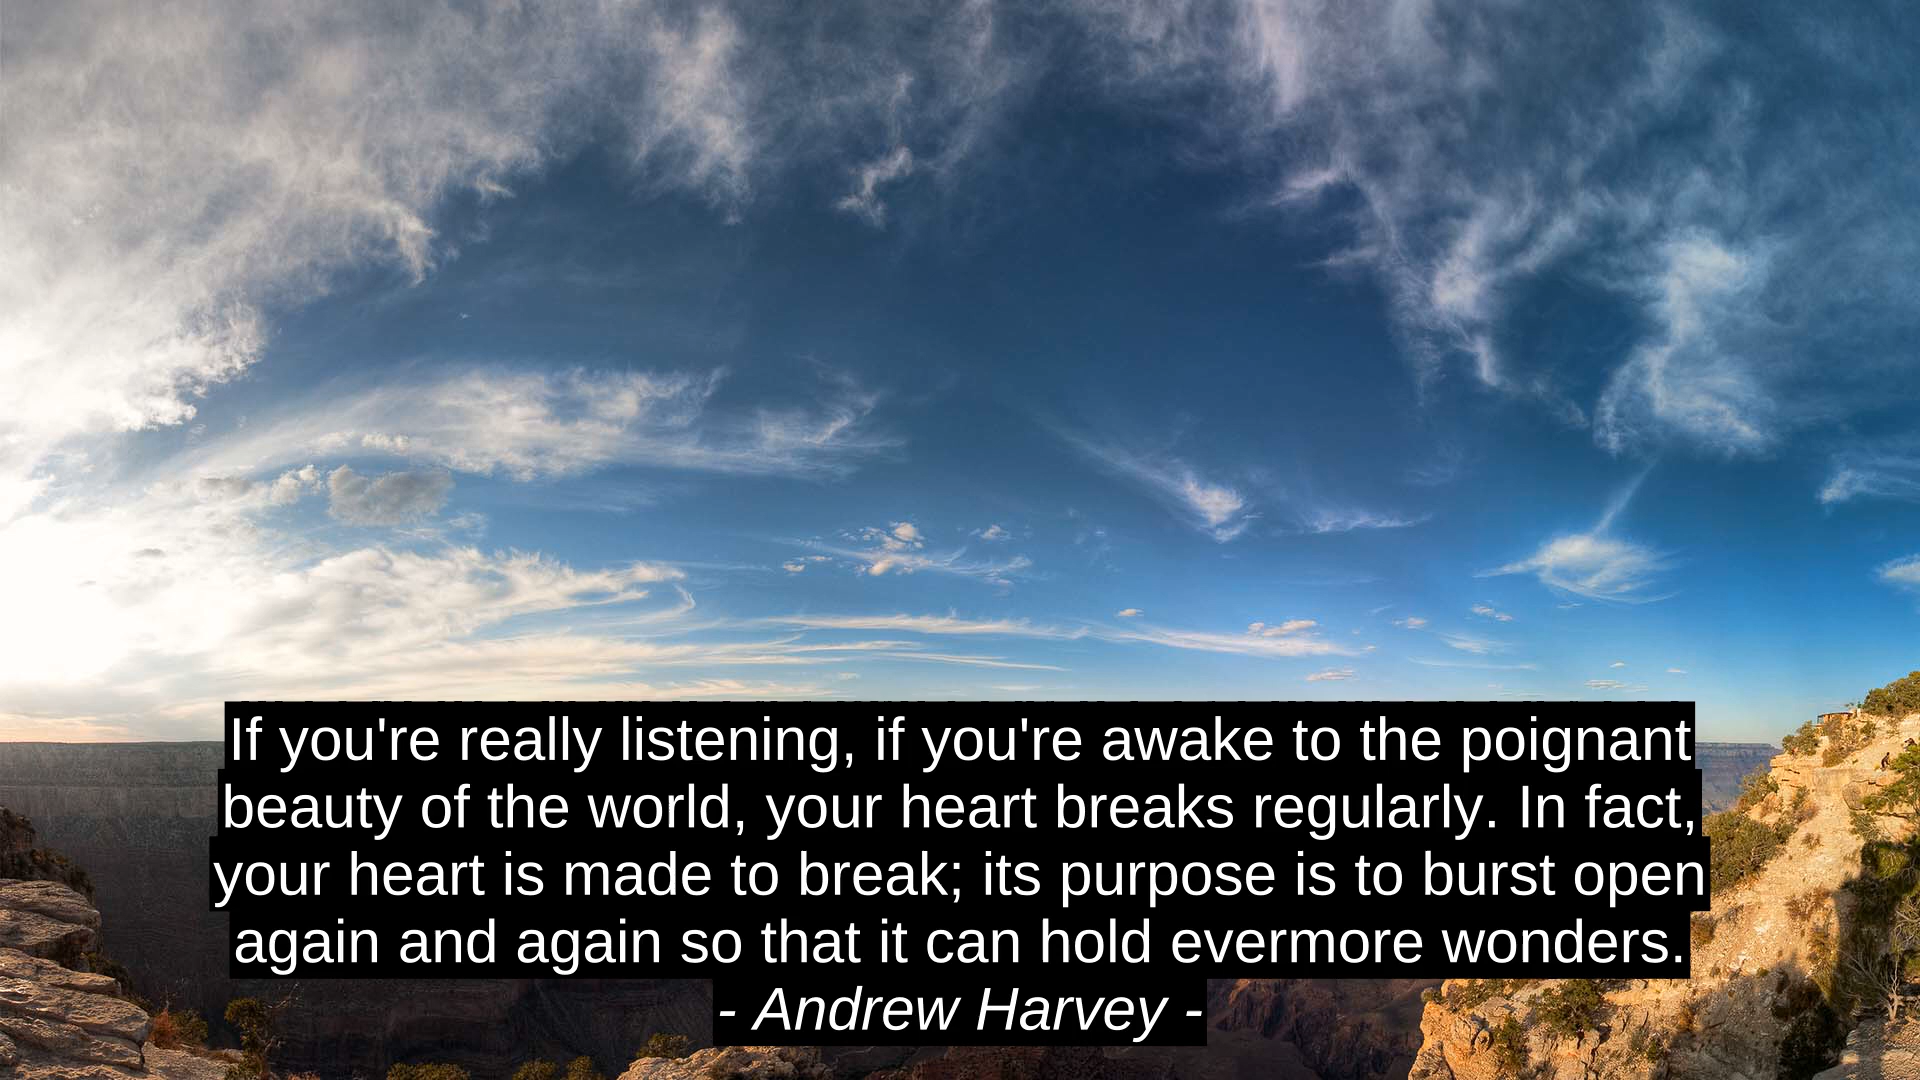 If you're really listening, if you're awake to the poignant
beauty of the world, your heart breaks regularly. In fact,
your heart is made to break; its purpose is to burst open
again and again so that it can hold evermore wonders.
- Andrew Harvey -